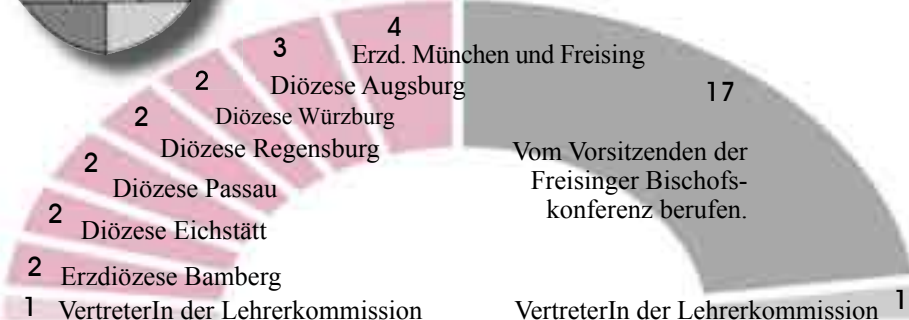 4
Erzd. München und Freising
3
Diözese Augsburg
2
Diözese Würzburg
2
Diözese Regensburg
2
Diözese Passau
2
Diözese Eichstätt
2
Erzdiözese Bamberg
1 VertreterIn der Lehrerkommission
17
Vom Vorsitzenden der
Freisinger Bischofs-
konferenz berufen.
VertreterIn der Lehrerkommission 1